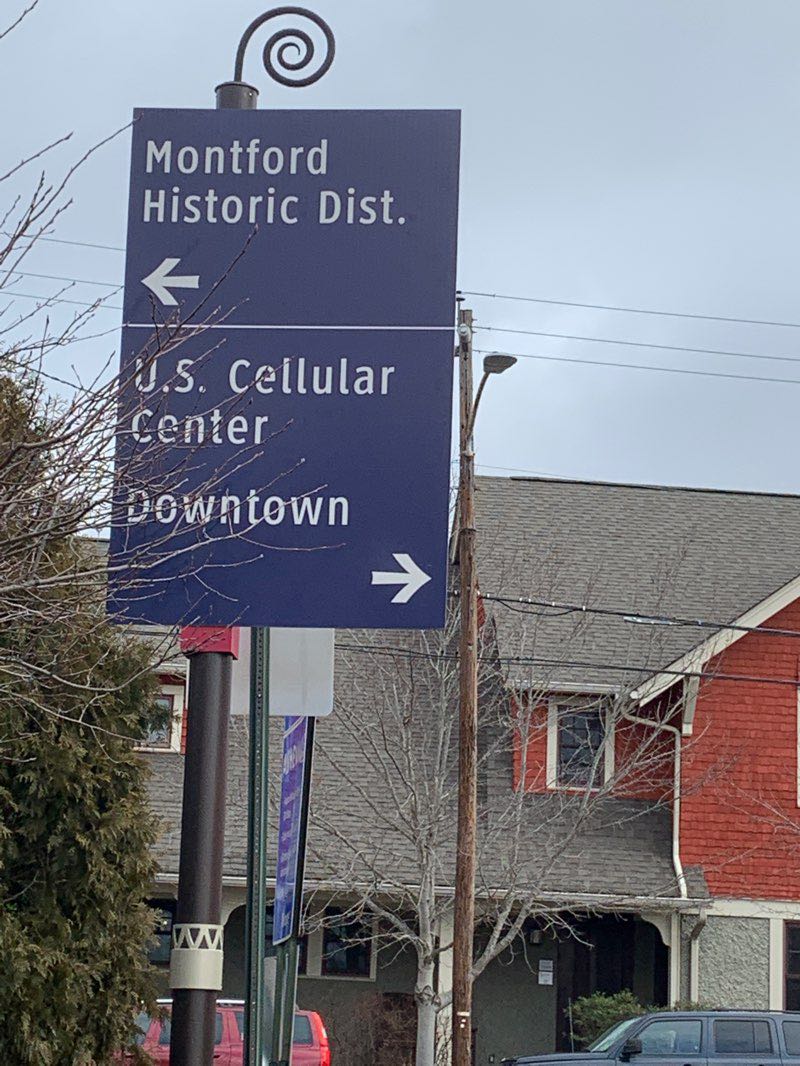 Montford
Historic Dist.
U.S. Cellular
Center
Downtown